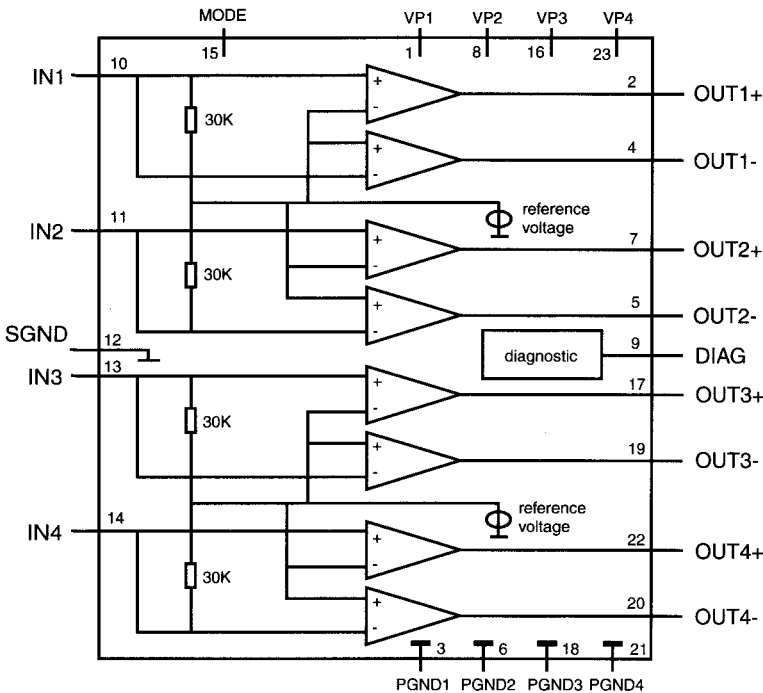 MODE VP1 VP2 VP3 VP4
15 1 8 16 23
IN1 10 + 2 OUT1+
-
30K
+ 4 OUT1-
-
reference
voltage
IN2 11 + 7 OUT2+
-
30K
+ 5 OUT2-
-
SGND 12
diagnostic 9 DIAG
IN3 13 + 17 OUT3+
-
30K
+ 19 OUT3-
-
reference
voltage
IN4 14 + 22 OUT4+
-
30K
+ 20 OUT4-
-
3 6 18 21
PGND1 PGND2 PGND3 PGND4